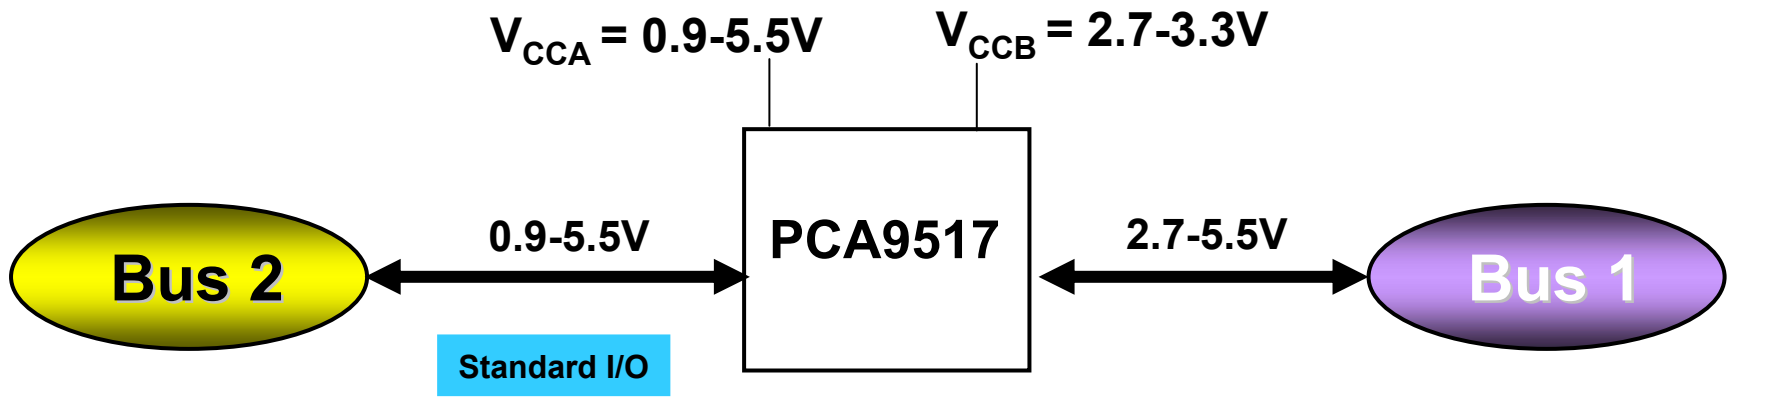 VCCA = 0.9-5.5V
VCCB = 2.7-3.3V
0.9-5.5V
PCA9517
2.7-5.5V
Bus 2
Bus 1
Standard I/O